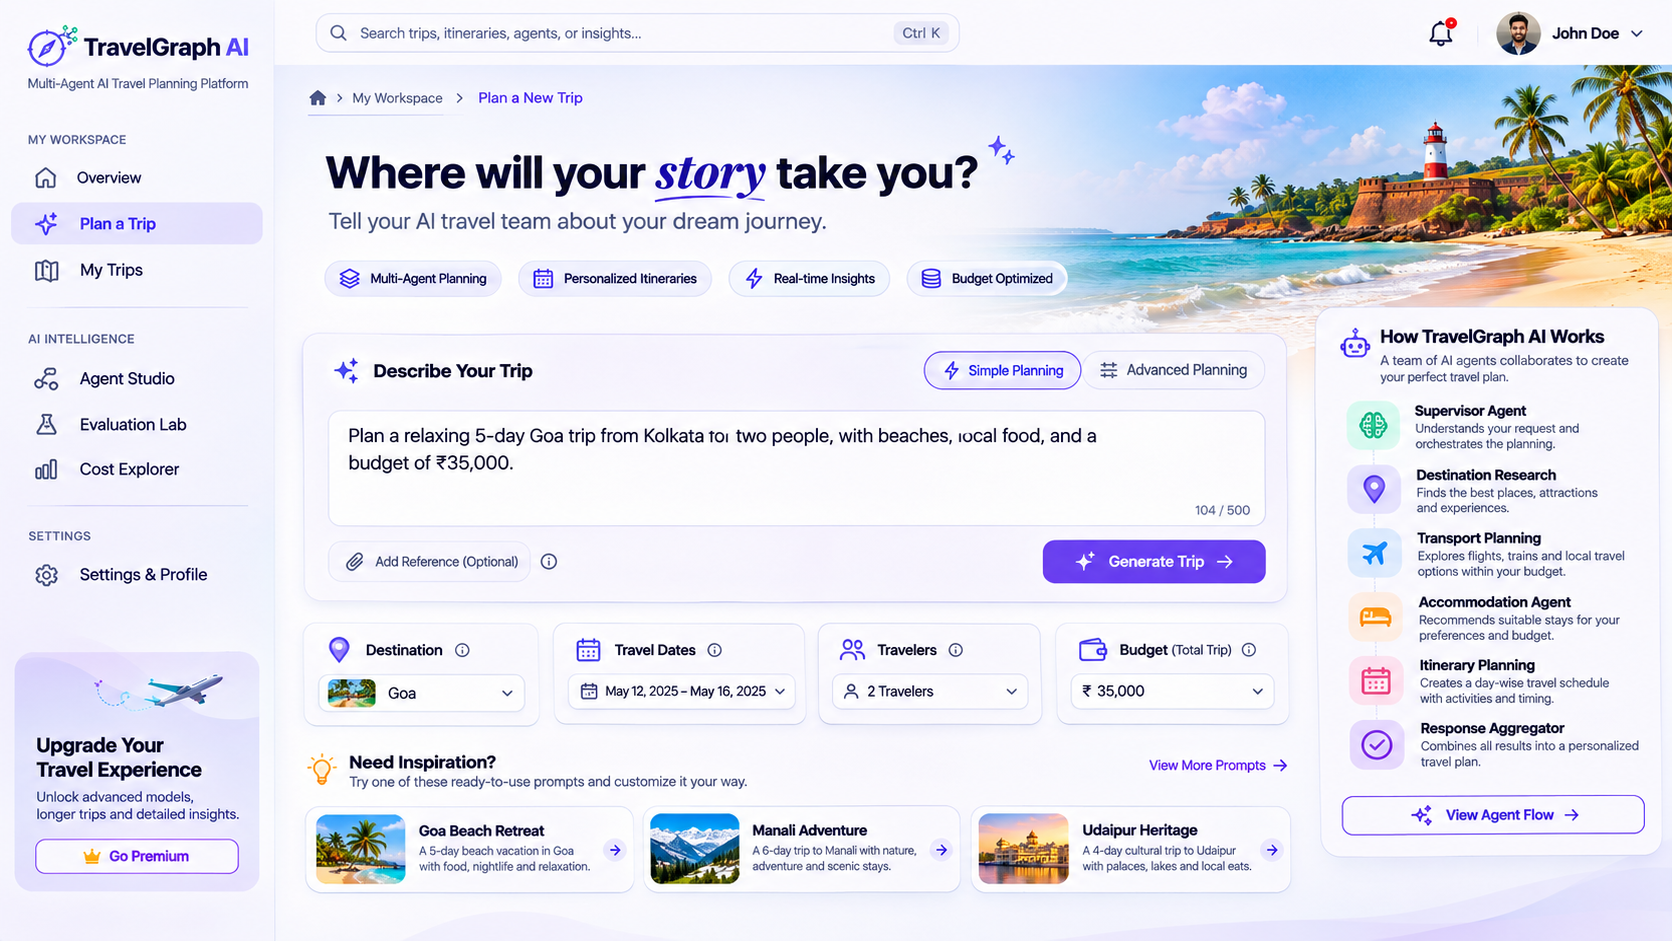 TravelGraph AI
Multi-Agent AI Travel Planning Platform
MY WORKSPACE
Overview
Plan a Trip
My Trips
AI INTELLIGENCE
Agent Studio
Evaluation Lab
Cost Explorer
SETTINGS
Settings & Profile
Upgrade Your
Travel Experience
Unlock advanced models,
longer trips and detailed insights.
Go Premium
Search trips, itineraries, agents, or insights...
Ctrl K
John Doe
My Workspace
Plan a New Trip
Where will your story take you?
Tell your AI travel team about your dream journey.
Multi-Agent Planning
Personalized Itineraries
Real-time Insights
Budget Optimized
Describe Your Trip
Simple Planning
Advanced Planning
Plan a relaxing 5-day Goa trip from Kolkata for two people, with beaches, local food, and a
budget of ₹35,000.
104 / 500
Add Reference (Optional)
Generate Trip
Destination
Goa
Travel Dates
May 12, 2025 – May 16, 2025
Travelers
2 Travelers
Budget (Total Trip)
₹ 35,000
Need Inspiration?
Try one of these ready-to-use prompts and customize it your way.
View More Prompts
Goa Beach Retreat
A 5-day beach vacation in Goa
with food, nightlife and relaxation.
Manali Adventure
A 6-day trip to Manali with nature,
adventure and scenic stays.
Udaipur Heritage
A 4-day cultural trip to Udaipur
with palaces, lakes and local eats.
How TravelGraph AI Works
A team of AI agents collaborates to create
your perfect travel plan.
Supervisor Agent
Understands your request and
orchestrates the planning.
Destination Research
Finds the best places, attractions
and experiences.
Transport Planning
Explores flights, trains and local travel
options within your budget.
Accommodation Agent
Recommends suitable stays for your
preferences and budget.
Itinerary Planning
Creates a day-wise travel schedule
with activities and timing.
Response Aggregator
Combines all results into a personalized
travel plan.
View Agent Flow